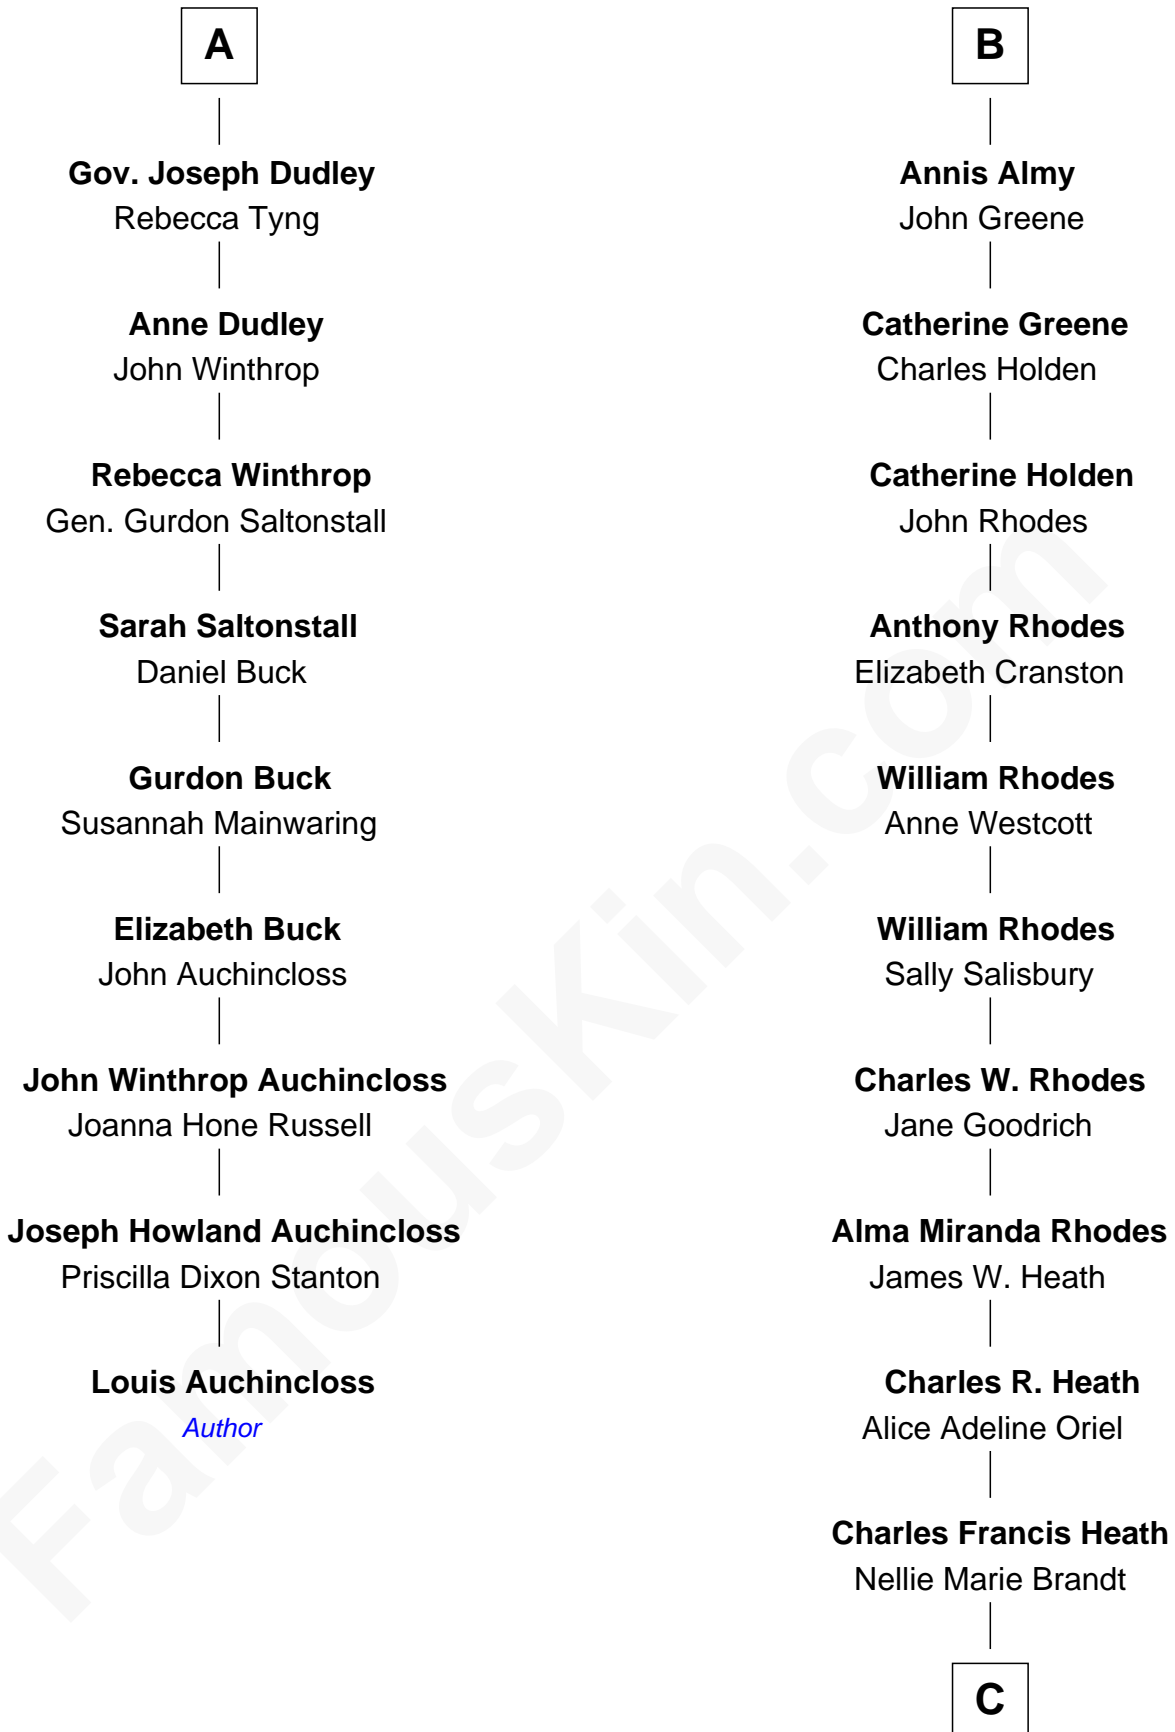 A
Gov. Joseph Dudley
Rebecca Tyng
Anne Dudley
John Winthrop
Rebecca Winthrop
Gen. Gurdon Saltonstall
Sarah Saltonstall
Daniel Buck
Gurdon Buck
Susannah Mainwaring
Elizabeth Buck
John Auchincloss
John Winthrop Auchincloss
Joanna Hone Russell
Joseph Howland Auchincloss
Priscilla Dixon Stanton
Louis Auchincloss
Author
B
Annis Almy
John Greene
Catherine Greene
Charles Holden
Catherine Holden
John Rhodes
Anthony Rhodes
Elizabeth Cranston
William Rhodes
Anne Westcott
William Rhodes
Sally Salisbury
Charles W. Rhodes
Jane Goodrich
Alma Miranda Rhodes
James W. Heath
Charles R. Heath
Alice Adeline Oriel
Charles Francis Heath
Nellie Marie Brandt
C
FamousKin.com